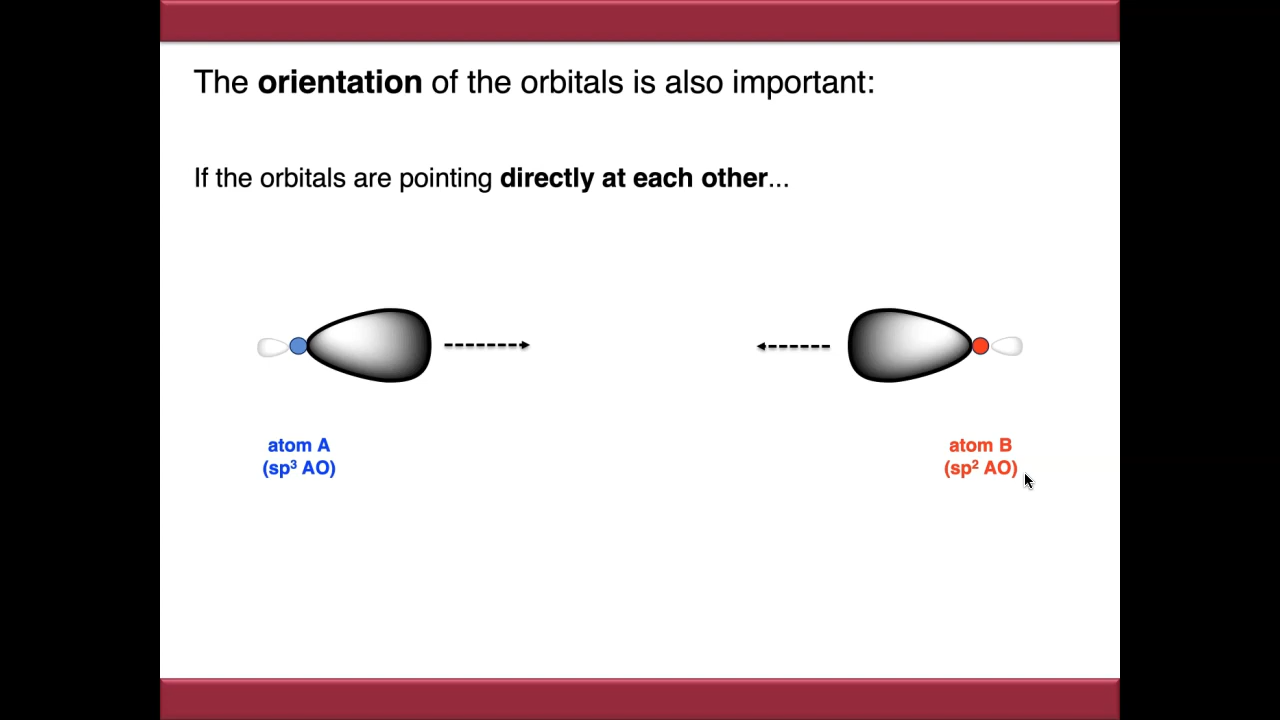 The orientation of the orbitals is also important:
If the orbitals are pointing directly at each other...
atom A
(sp³ AO)
atom B
(sp² AO)